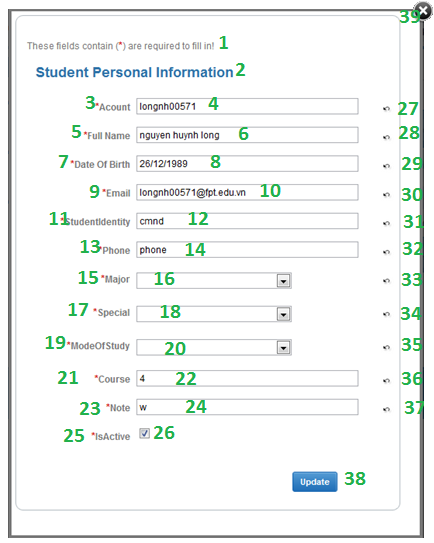 39
These fields contain (*) are required to fill in! 1
Student Personal Information 2
3 *Acount longnh00571 4 27
5 *Full Name nguyen huynh long 6 28
7 *Date Of Birth 26/12/1989 8 29
9 *Email longnh00571@fpt.edu.vn 10 30
11 *StudentIdentity cmnd 12 31
13 *Phone phone 14 32
15 *Major 16 33
17 *Special 18 34
19 *ModeOfStudy 20 35
21 *Course 4 22 36
23 *Note w 24 37
25 *IsActive 26
Update 38